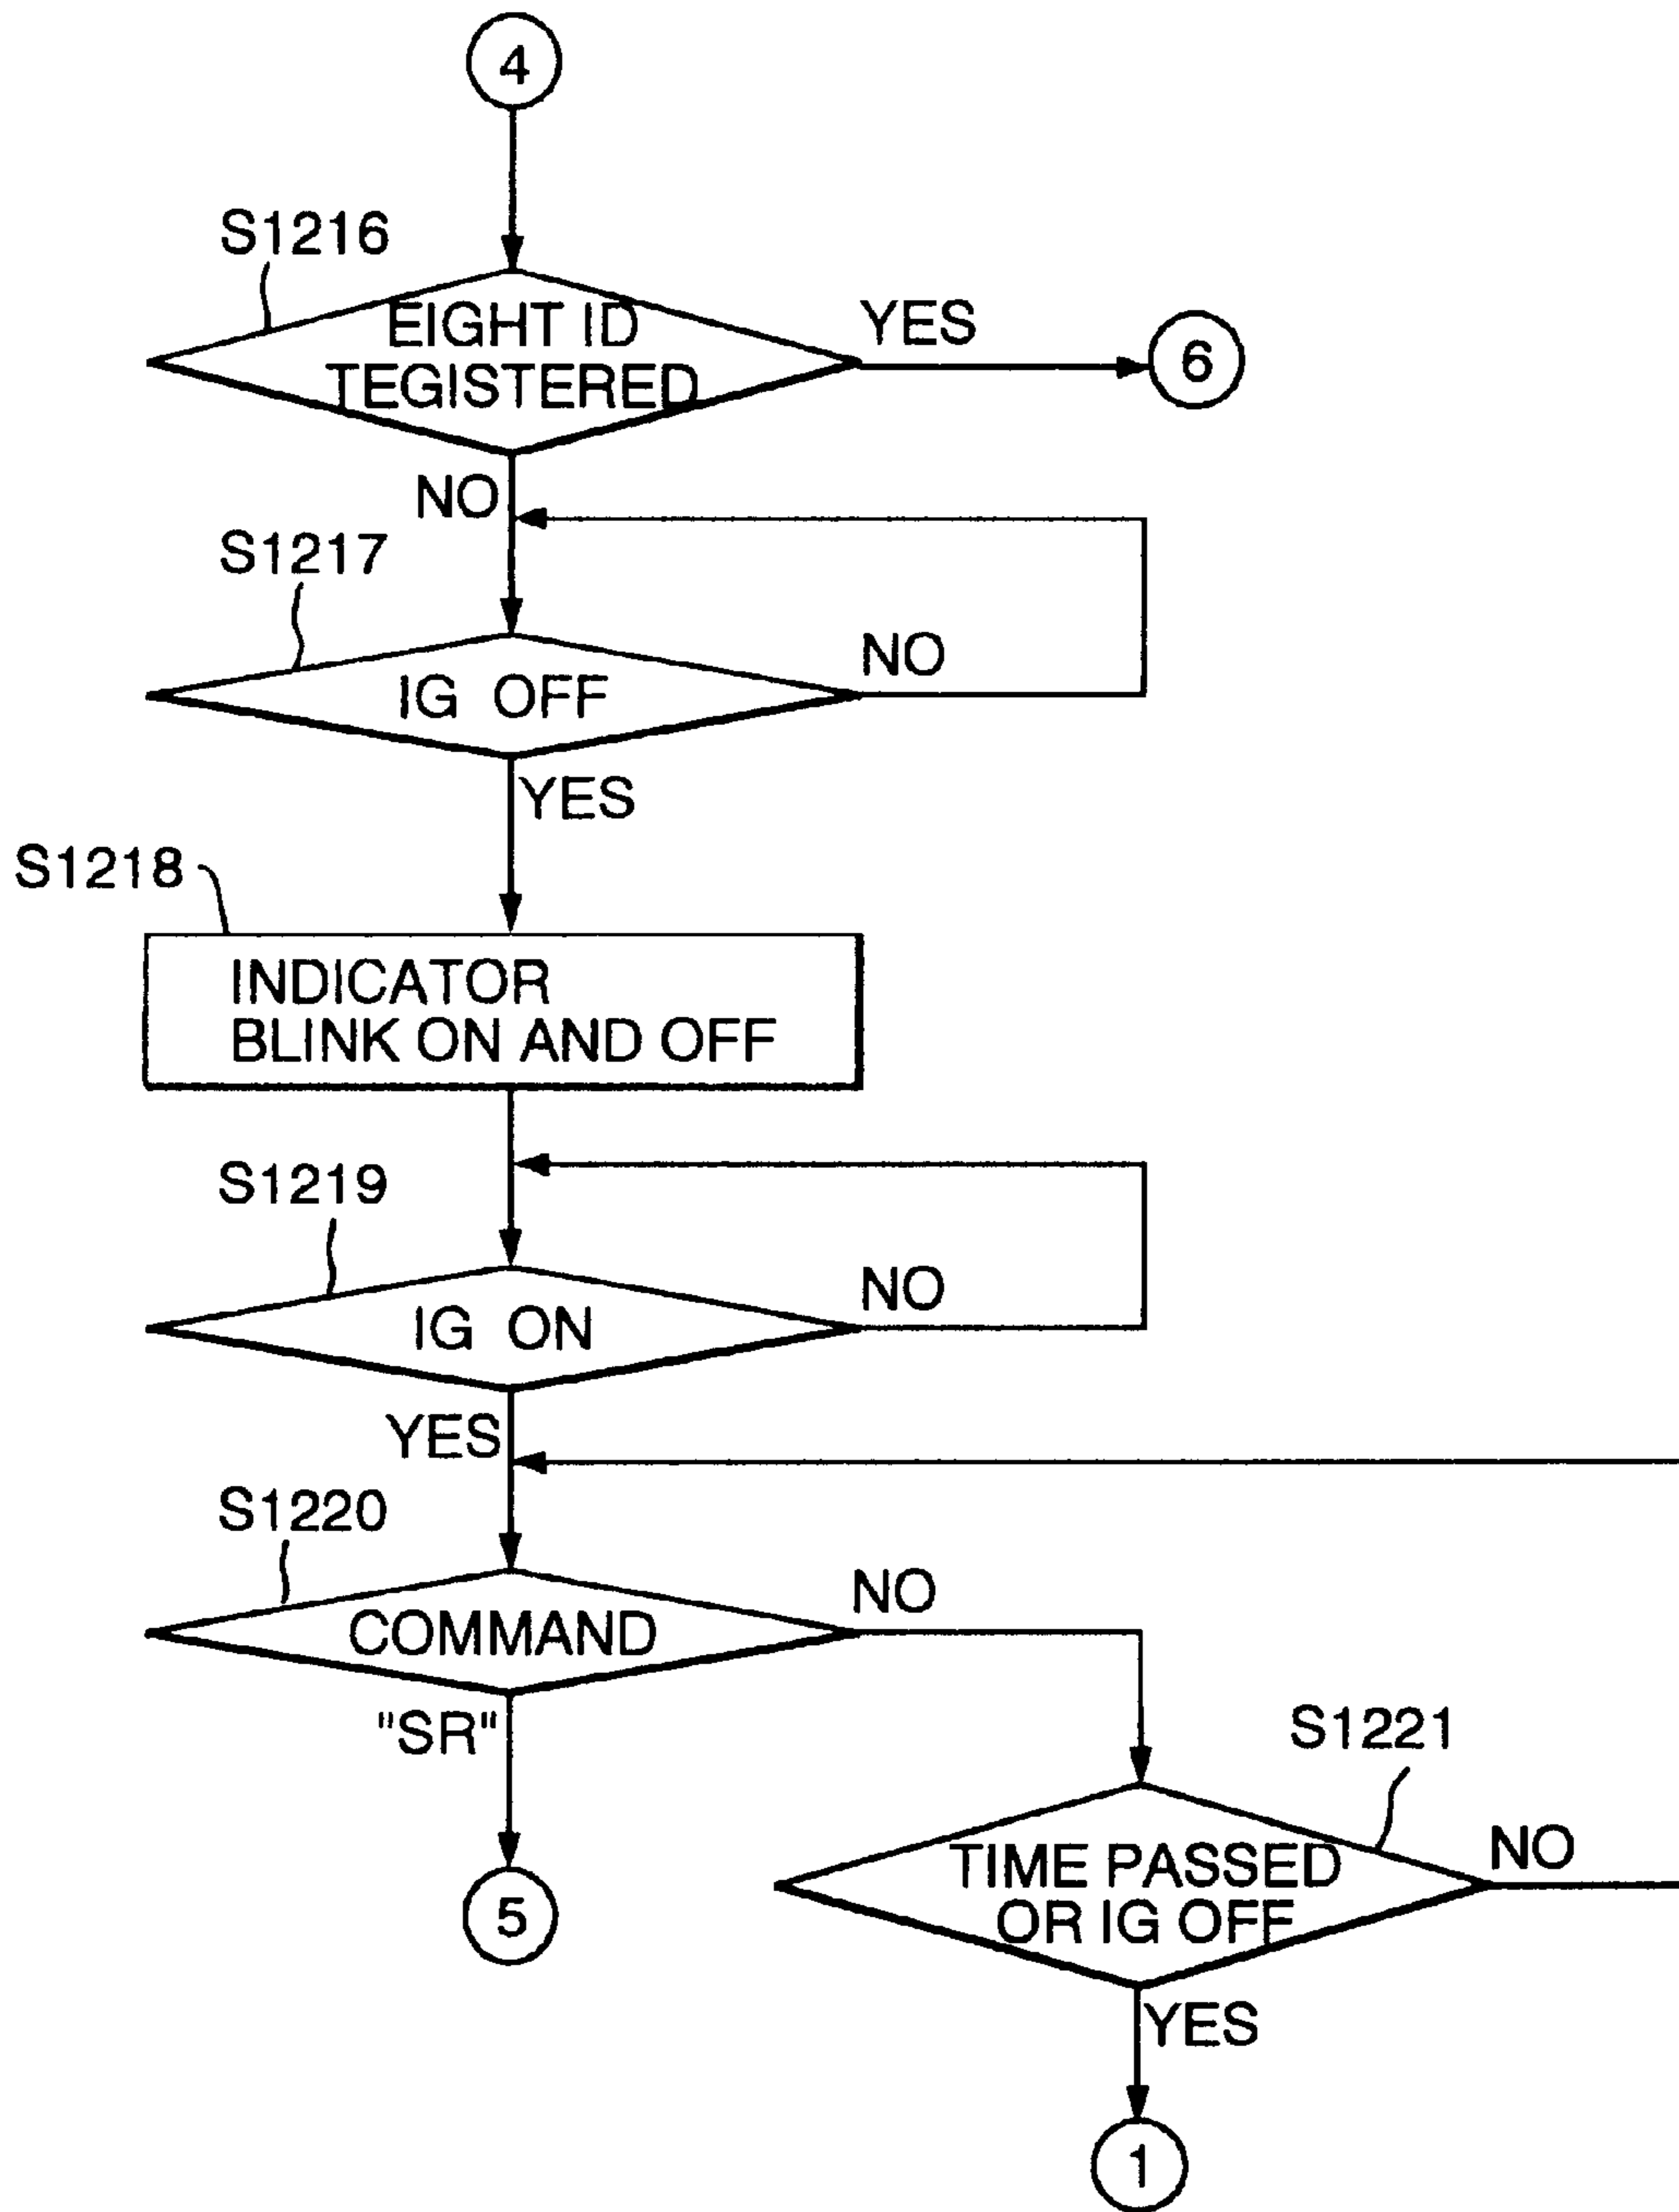 4
S1216
EIGHT ID
TEGISTERED
YES
6
NO
S1217
IG OFF
NO
YES
S1218
INDICATOR
BLINK ON AND OFF
S1219
IG ON
NO
YES
S1220
COMMAND
NO
"SR"
5
S1221
TIME PASSED
OR IG OFF
NO
YES
1